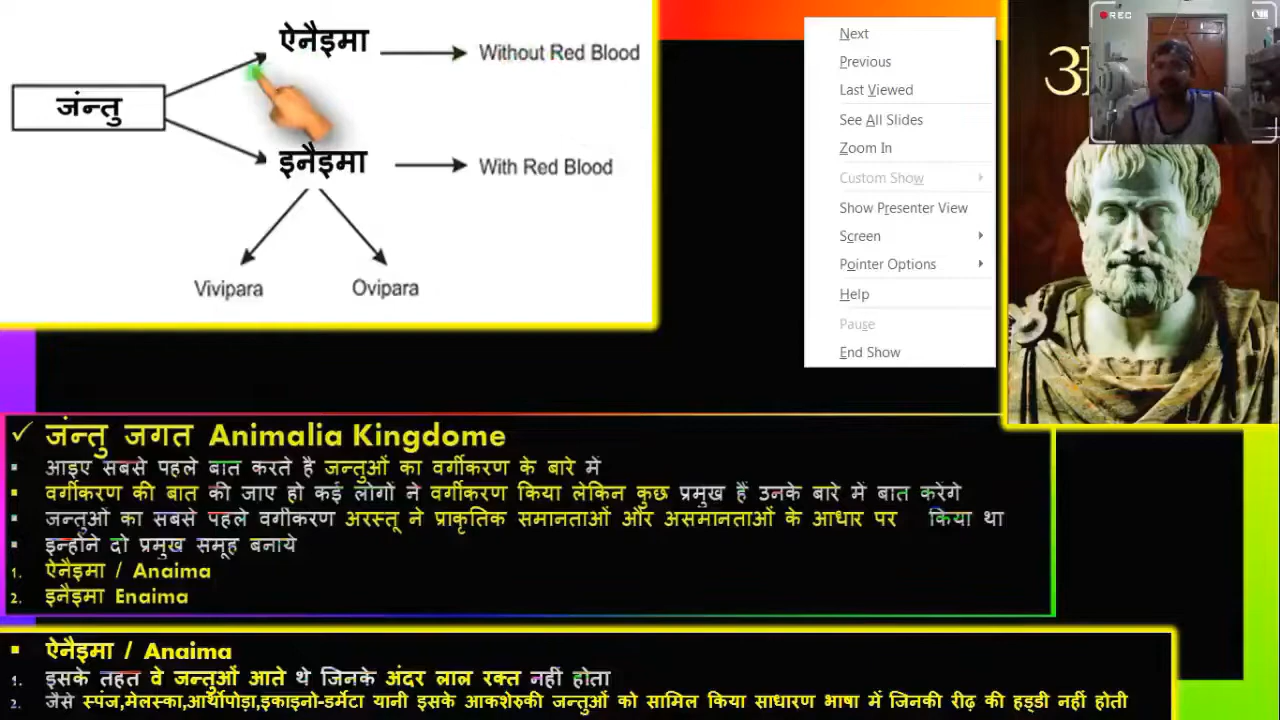 ऐनैइमा
Without Red Blood
जंन्तु
इनैइमा
With Red Blood
Vivipara
Ovipara
Next
Previous
Last Viewed
See All Slides
Zoom In
Custom Show
Show Presenter View
Screen
Pointer Options
Help
Pause
End Show
REC
✓ जंन्तु जगत Animalia Kingdome
▪ आइए सबसे पहले बात करते है जन्तुओं का वर्गीकरण के बारे में
▪ वर्गीकरण की बात की जाए हो कई लोगों ने वर्गीकरण किया लेकिन कुछ प्रमुख हैं उनके बारे में बात करेंगे
▪ जन्तुओं का सबसे पहले वर्गीकरण अरस्तू ने प्राकृतिक समानताओं और असमानताओं के आधार पर किया था
▪ इन्होंने दो प्रमुख समूह बनाये
1. ऐनैइमा / Anaima
2. इनैइमा Enaima
▪ ऐनैइमा / Anaima
1. इसके तहत वे जन्तुओं आते थे जिनके अंदर लाल रक्त नहीं होता
2. जैसे स्पंज,मेलस्का,आर्थोपोड़ा,इकाइनो-डर्मेटा यानी इसके आकशेरुकी जन्तुओं को सामिल किया साधारण भाषा में जिनकी रीढ़ की हड्डी नहीं होती